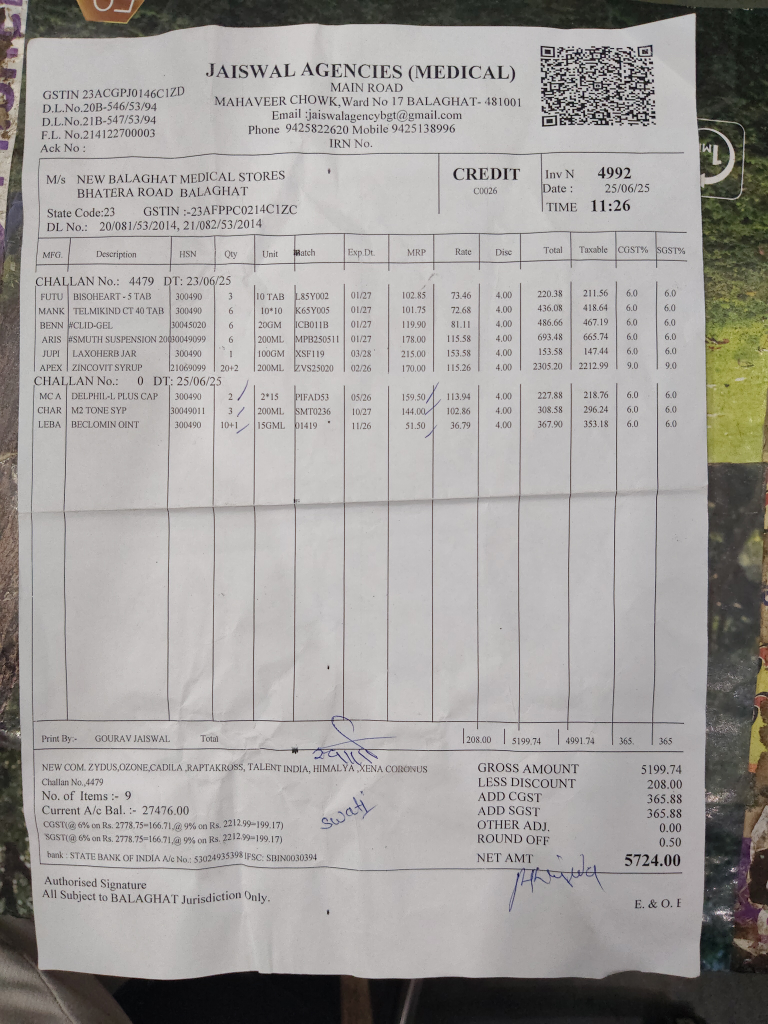 JAISWAL AGENCIES (MEDICAL)
MAIN ROAD
MAHAVEER CHOWK,Ward No 17 BALAGHAT- 481001
Email :jaiswalagencybgt@gmail.com
Phone 9425822620 Mobile 9425138996
IRN No.
GSTIN 23ACGPJ0146C1ZD
D.L.No.20B-546/53/94
D.L.No.21B-547/53/94
F.L. No.214122700003
Ack No :
M/s NEW BALAGHAT MEDICAL STORES
BHATERA ROAD BALAGHAT
State Code:23 GSTIN :-23AFPPC0214C1ZC
DL No.: 20/081/53/2014, 21/082/53/2014
CREDIT
C0026
Inv N 4992
Date : 25/06/25
TIME 11:26
MFG. Description HSN Qty Unit Batch Exp.Dt. MRP Rate Disc Total Taxable CGST% SGST%
CHALLAN No.: 4479 DT: 23/06/25
FUTU BISOHEART - 5 TAB 300490 3 10 TAB L85Y002 01/27 102.85 73.46 4.00 220.38 211.56 6.0 6.0
MANK TELMIKIND CT 40 TAB 300490 6 10*10 K65Y005 01/27 101.75 72.68 4.00 436.08 418.64 6.0 6.0
BENN #CLID-GEL 30045020 6 20GM ICB011B 01/27 119.90 81.11 4.00 486.66 467.19 6.0 6.0
ARIS #SMUTH SUSPENSION 200 30049099 6 200ML MPB250511 01/27 178.00 115.58 4.00 693.48 665.74 6.0 6.0
JUPI LAXOHERB JAR 300490 1 100GM XSF119 03/28 215.00 153.58 4.00 153.58 147.44 6.0 6.0
APEX ZINCOVIT SYRUP 21069099 20+2 200ML ZVS25020 02/26 170.00 115.26 4.00 2305.20 2212.99 9.0 9.0
CHALLAN No.: 0 DT: 25/06/25
MC A DELPHIL-L PLUS CAP 300490 2 2*15 PIFAD53 05/26 159.50 113.94 4.00 227.88 218.76 6.0 6.0
CHAR M2 TONE SYP 30049011 3 200ML SMT0236 10/27 144.00 102.86 4.00 308.58 296.24 6.0 6.0
LEBA BECLOMIN OINT 300490 10+1 15GML 01419 11/26 51.50 36.79 4.00 367.90 353.18 6.0 6.0
Print By:- GOURAV JAISWAL Total 208.00 5199.74 4991.74 365. 365
NEW COM. ZYDUS,OZONE,CADILA ,RAPTAKROSS, TALENT INDIA, HIMALYA ,XENA CORONUS
Challan No.,4479
No. of Items :- 9
Current A/c Bal. :- 27476.00
CGST(@ 6% on Rs. 2778.75=166.71,@ 9% on Rs. 2212.99=199.17)
SGST(@ 6% on Rs. 2778.75=166.71,@ 9% on Rs. 2212.99=199.17)
bank : STATE BANK OF INDIA A/c No.: 53024935398 IFSC: SBIN0030394
swati
GROSS AMOUNT 5199.74
LESS DISCOUNT 208.00
ADD CGST 365.88
ADD SGST 365.88
OTHER ADJ. 0.00
ROUND OFF 0.50
NET AMT 5724.00
Authorised Signature
All Subject to BALAGHAT Jurisdiction Only.
E. & O. E